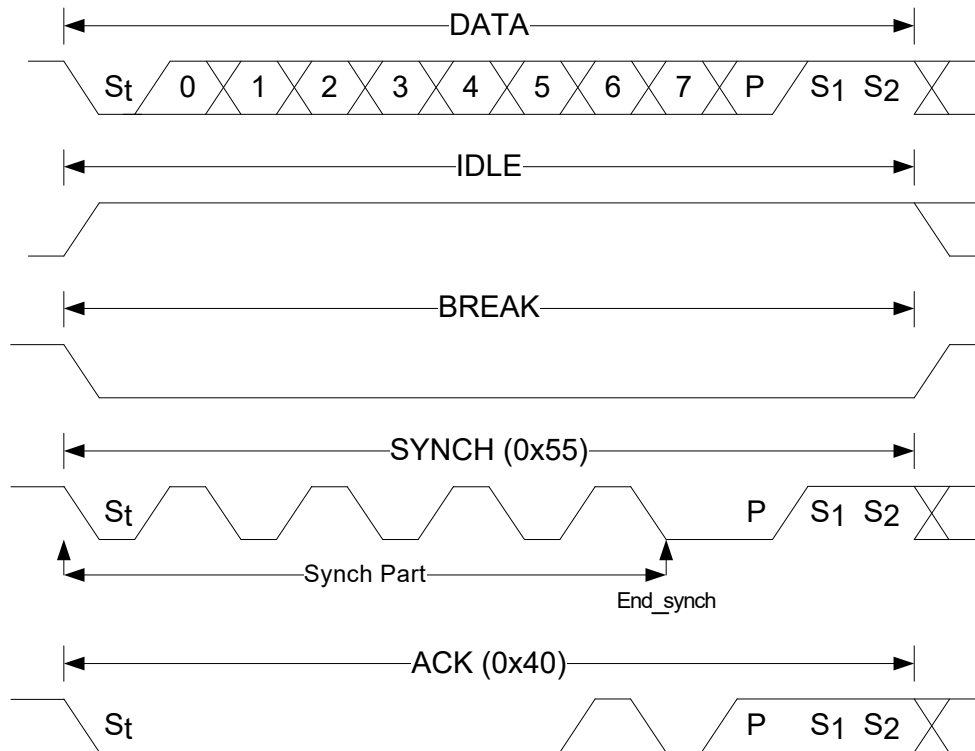 DATA
St 0 1 2 3 4 5 6 7 P S1 S2
IDLE
BREAK
SYNCH (0x55)
St P S1 S2
Synch Part
End_synch
ACK (0x40)
St P S1 S2